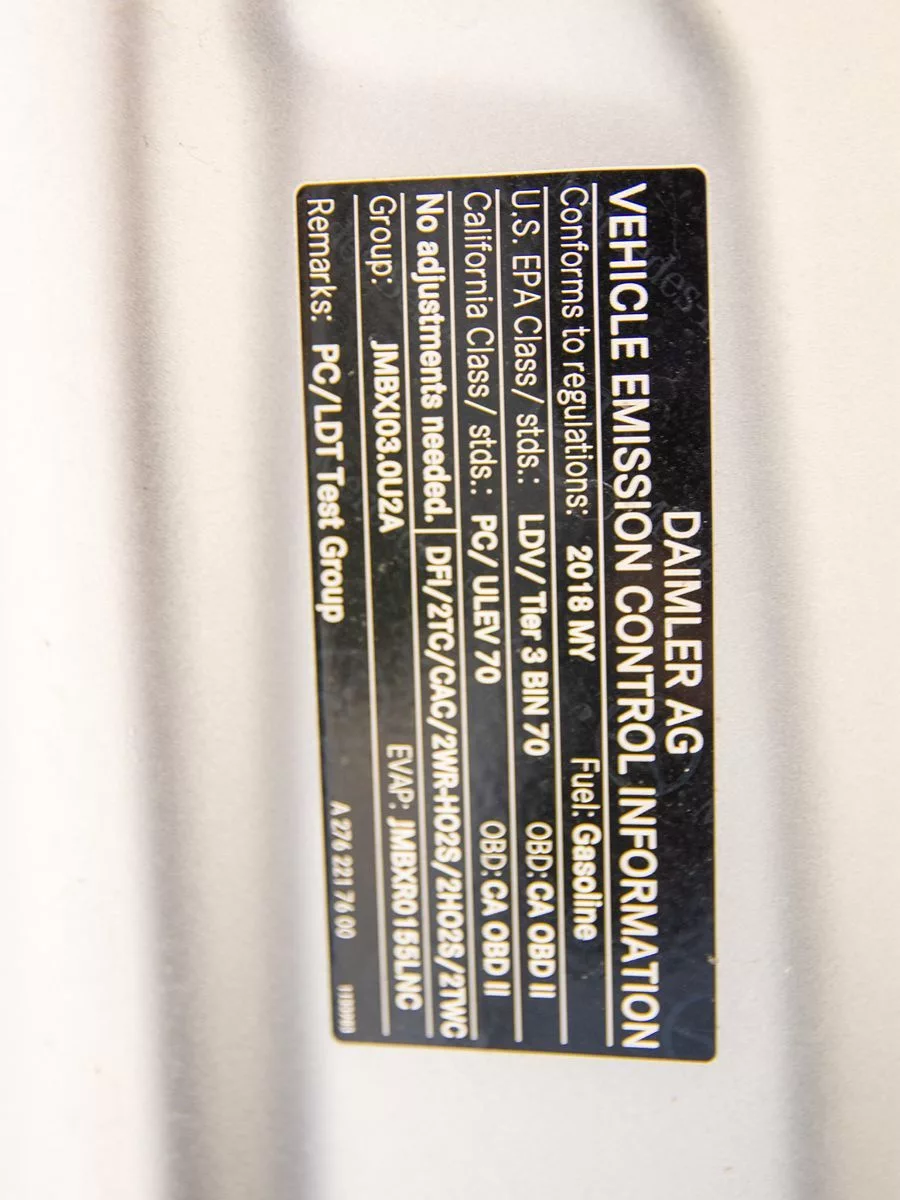 DAIMLER AG
VEHICLE EMISSION CONTROL INFORMATION
Conforms to regulations: 2018 MY Fuel: Gasoline
U.S. EPA Class/ stds.: LDV/ Tier 3 BIN 70 OBD: CA OBD II
California Class/ stds.: PC/ ULEV 70 OBD: CA OBD II
No adjustments needed. DFI/2TC/CAC/2WR-HO2S/2HO2S/2TWC
Group: JMBXJ03.0U2A EVAP: JMBXR0155LNC
Remarks: PC/LDT Test Group A 276 221 76 00